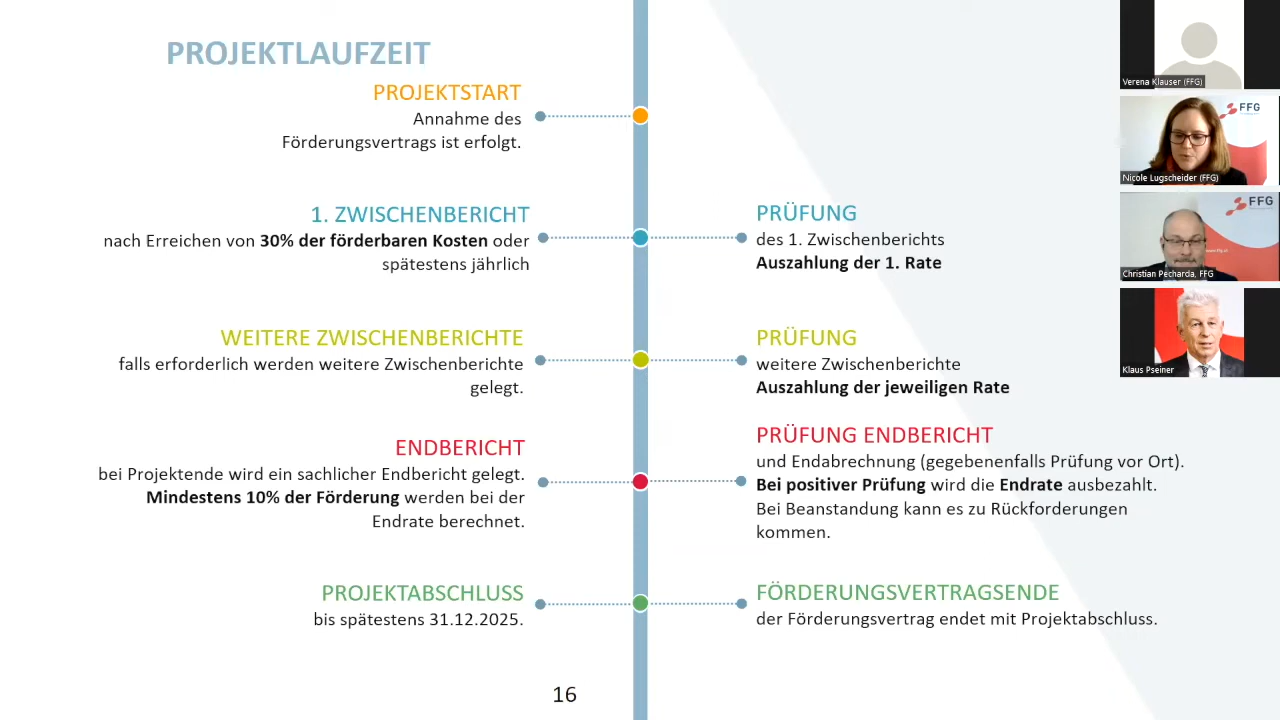 PROJEKTLAUFZEIT
PROJEKTSTART
Annahme des
Förderungsvertrags ist erfolgt.
1. ZWISCHENBERICHT
nach Erreichen von 30% der förderbaren Kosten oder
spätestens jährlich
PRÜFUNG
des 1. Zwischenberichts
Auszahlung der 1. Rate
WEITERE ZWISCHENBERICHTE
falls erforderlich werden weitere Zwischenberichte
gelegt.
PRÜFUNG
weitere Zwischenberichte
Auszahlung der jeweiligen Rate
ENDBERICHT
bei Projektende wird ein sachlicher Endbericht gelegt.
Mindestens 10% der Förderung werden bei der
Endrate berechnet.
PRÜFUNG ENDBERICHT
und Endabrechnung (gegebenenfalls Prüfung vor Ort).
Bei positiver Prüfung wird die Endrate ausbezahlt.
Bei Beanstandung kann es zu Rückforderungen
kommen.
PROJEKTABSCHLUSS
bis spätestens 31.12.2025.
FÖRDERUNGSVERTRAGSENDE
der Förderungsvertrag endet mit Projektabschluss.
16
Verena Klauser (FFG)
FFG
Nicole Lugscheider (FFG)
FFG
Christian Pecharda, FFG
Klaus Pseiner